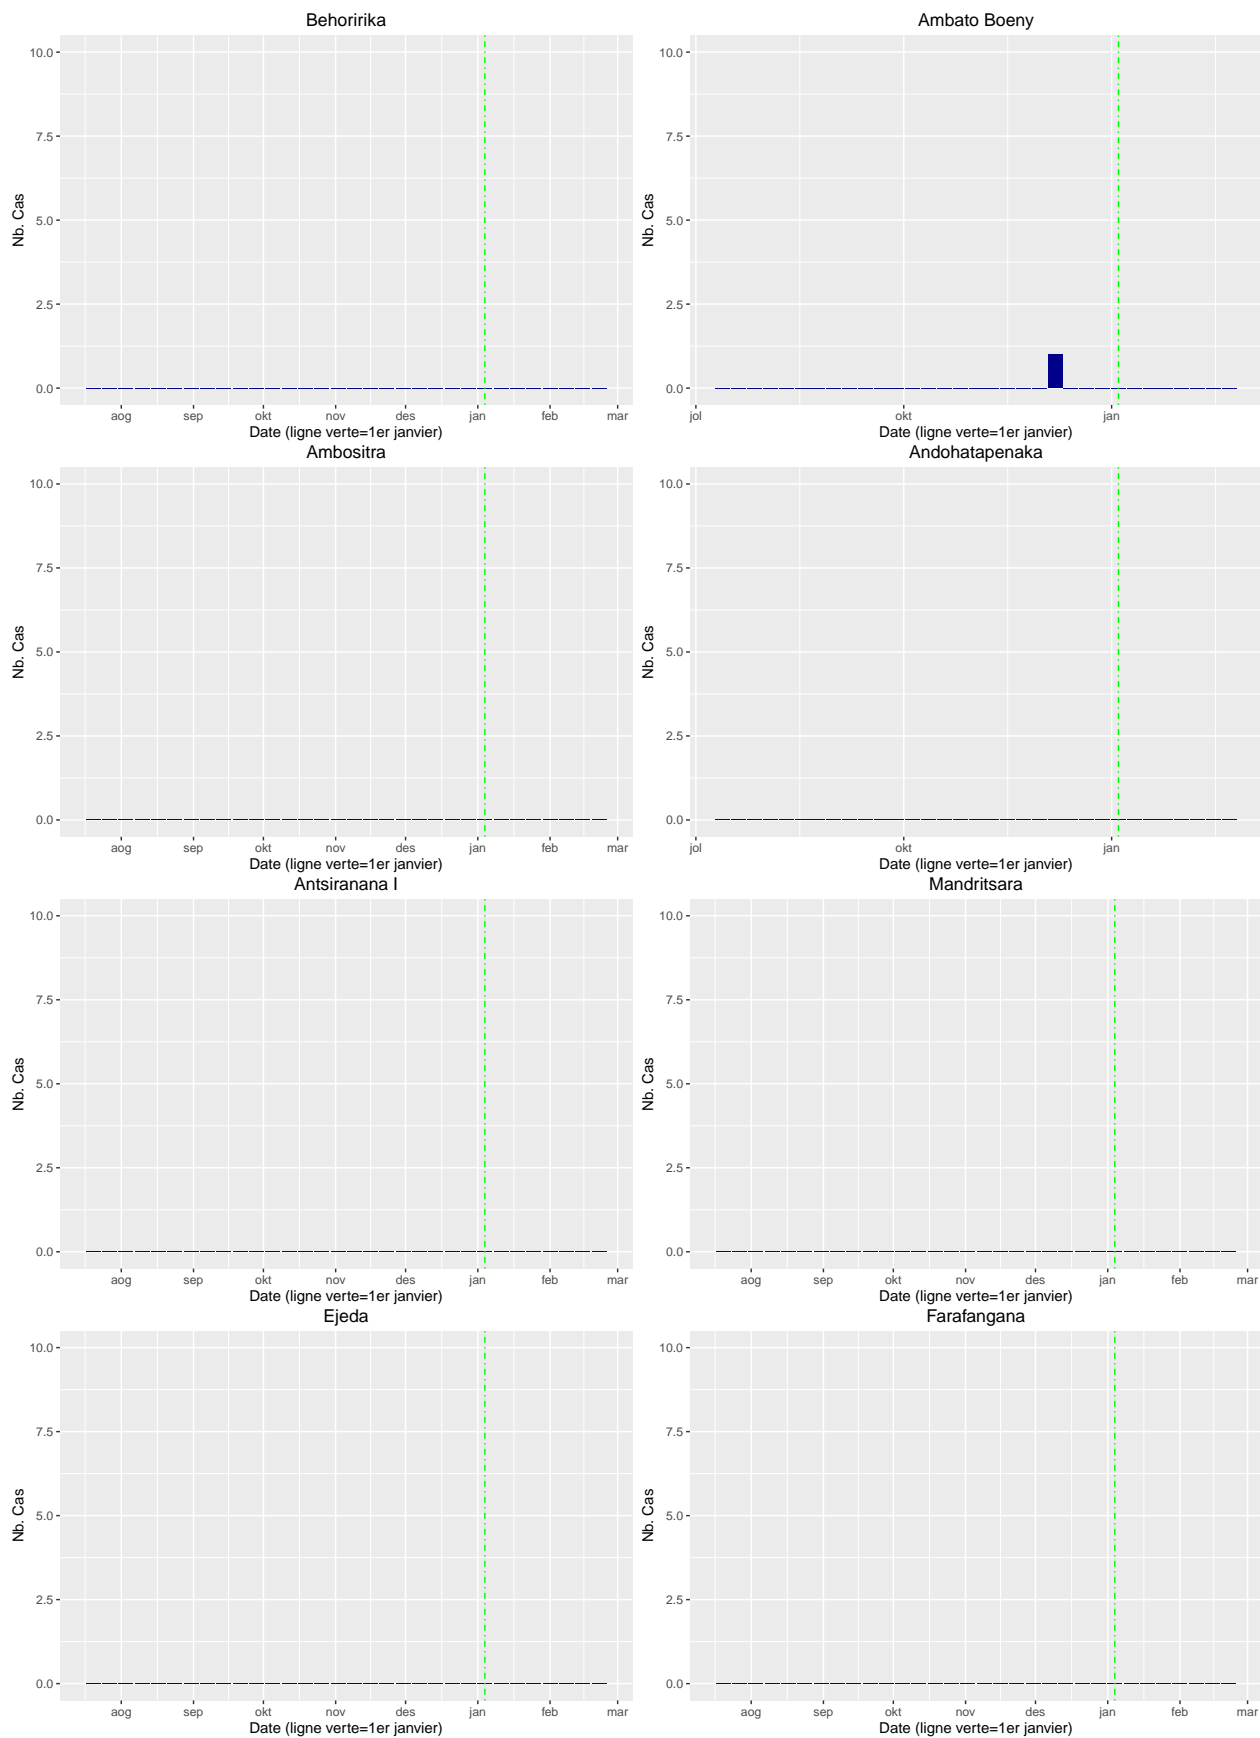 Behoririka
Ambato Boeny
10.0
7.5
5.0
2.5
0.0
Nb. Cas
aog sep okt nov des jan feb mar
Date (ligne verte=1er janvier)
10.0
7.5
5.0
2.5
0.0
Nb. Cas
jol okt jan
Date (ligne verte=1er janvier)
Ambositra
Andohatapenaka
10.0
7.5
5.0
2.5
0.0
Nb. Cas
aog sep okt nov des jan feb mar
Date (ligne verte=1er janvier)
10.0
7.5
5.0
2.5
0.0
Nb. Cas
jol okt jan
Date (ligne verte=1er janvier)
Antsiranana I
Mandritsara
10.0
7.5
5.0
2.5
0.0
Nb. Cas
aog sep okt nov des jan feb mar
Date (ligne verte=1er janvier)
10.0
7.5
5.0
2.5
0.0
Nb. Cas
aog sep okt nov des jan feb mar
Date (ligne verte=1er janvier)
Ejeda
Farafangana
10.0
7.5
5.0
2.5
0.0
Nb. Cas
aog sep okt nov des jan feb mar
Date (ligne verte=1er janvier)
10.0
7.5
5.0
2.5
0.0
Nb. Cas
aog sep okt nov des jan feb mar
Date (ligne verte=1er janvier)